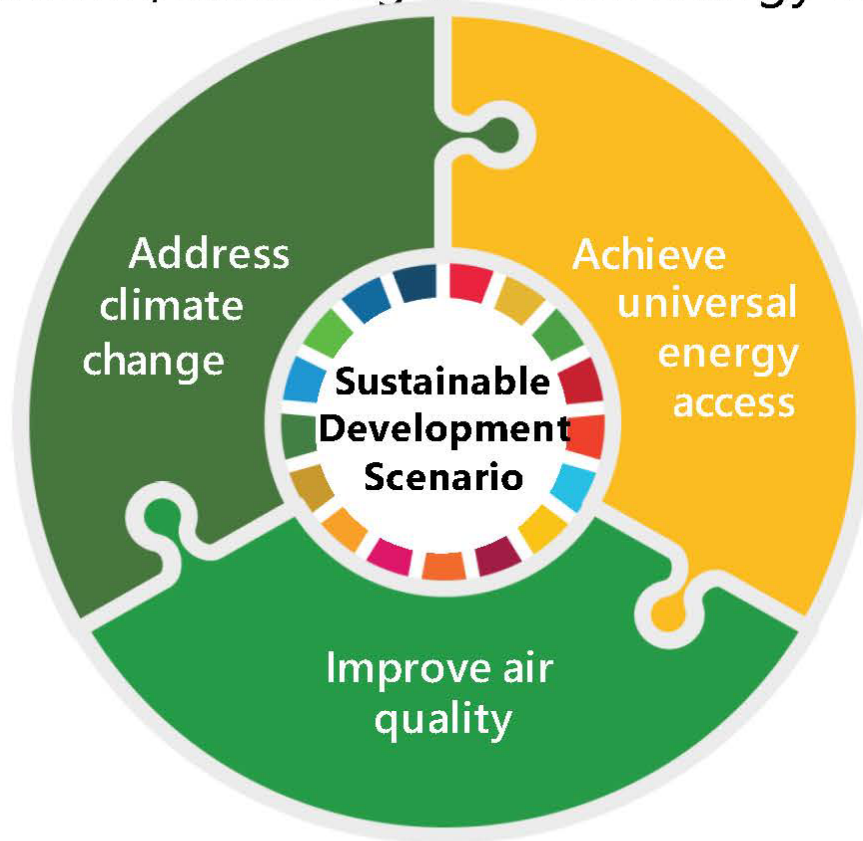 Address
climate
change
Achieve
universal
energy
access
Sustainable
Development
Scenario
Improve air
quality